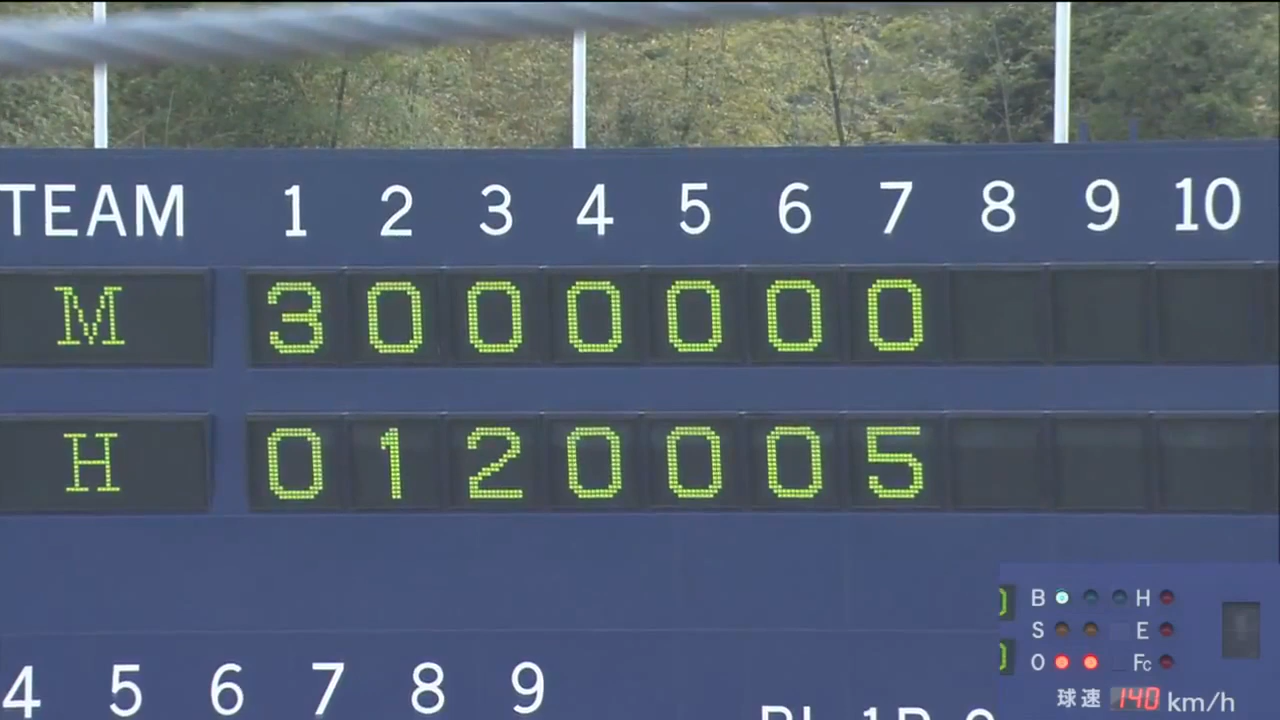 TEAM 1 2 3 4 5 6 7 8 9 10
M 3 0 0 0 0 0 0
H 0 1 2 0 0 0 5
B H
S E
O Fc
4 5 6 7 8 9
球速 140 km/h